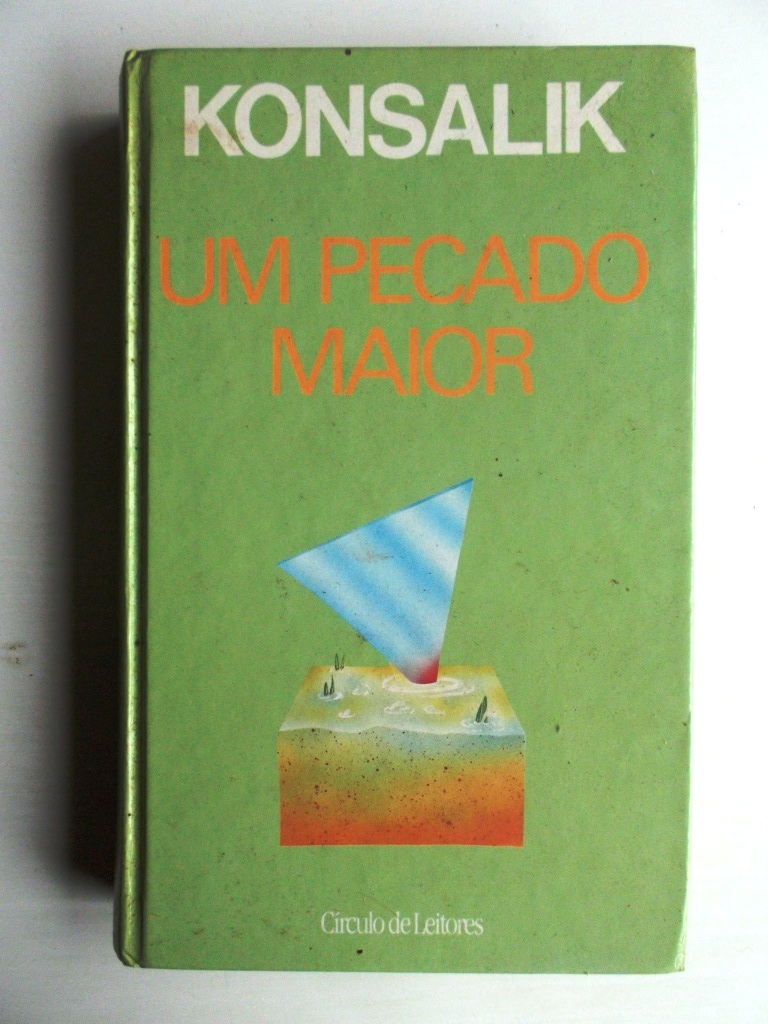 KONSALIK
UM PECADO
MAIOR
Círculo de Leitores